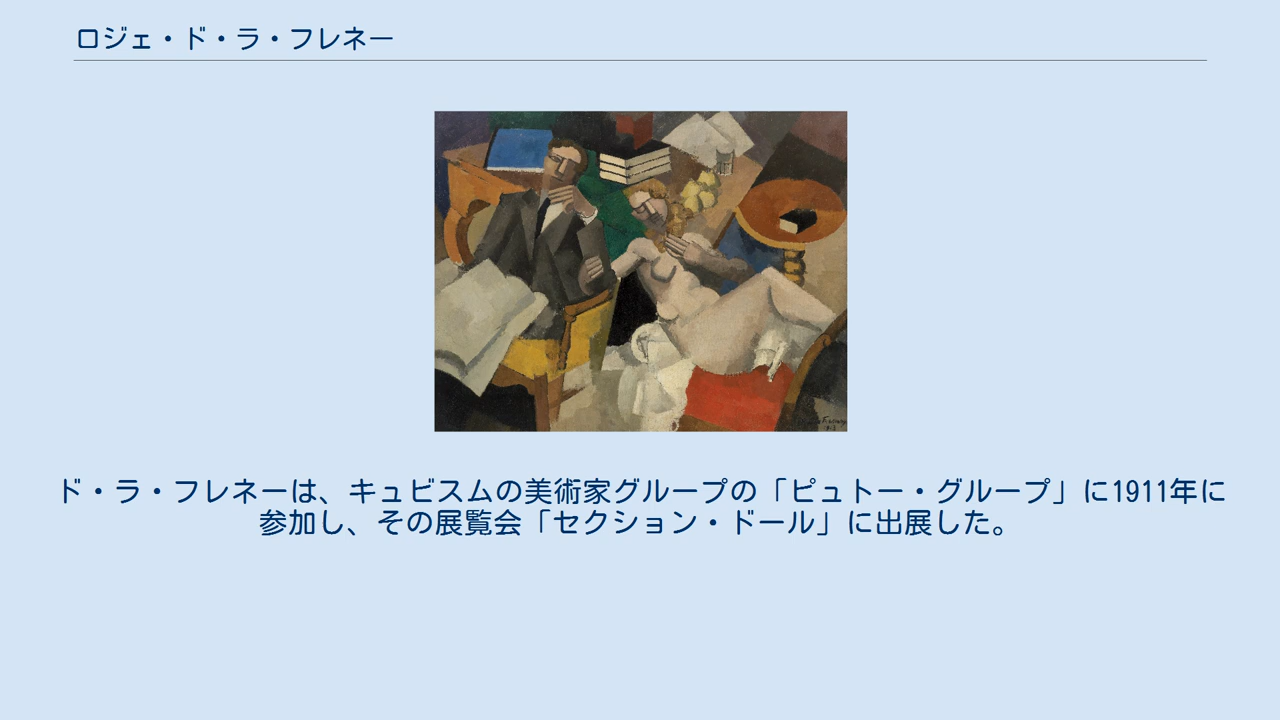 ロジェ・ド・ラ・フレネー
ド・ラ・フレネーは、キュビスムの美術家グループの「ピュトー・グループ」に1911年に
参加し、その展覧会「セクション・ドール」に出展した。